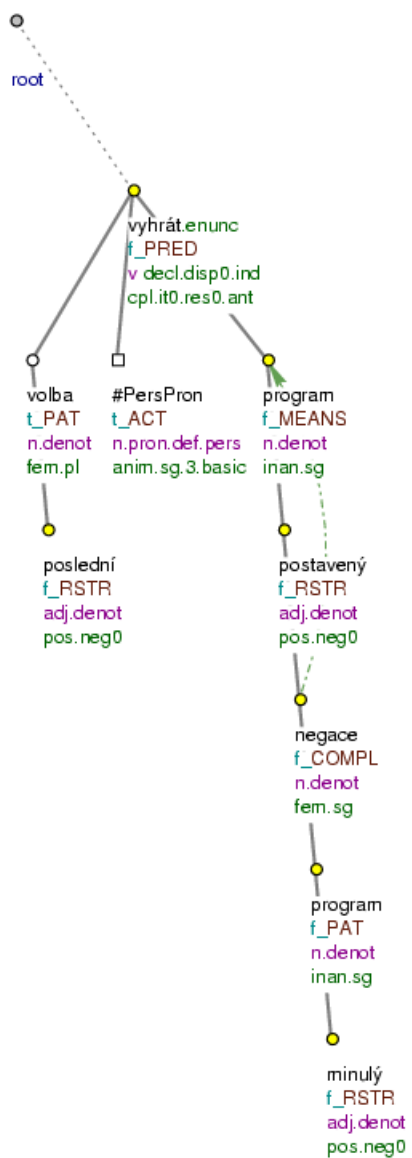 root
vyhrát.enunc
f_PRED
v decl.disp0.ind
cpl.it0.res0.ant
volba
t_PAT
n.denot
fem.pl
#PersPron
t_ACT
n.pron.def.pers
anim.sg.3.basic
program
f_MEANS
n.denot
inan.sg
poslední
f_RSTR
adj.denot
pos.neg0
postavený
f_RSTR
adj.denot
pos.neg0
negace
f_COMPL
n.denot
fem.sg
program
f_PAT
n.denot
inan.sg
minulý
f_RSTR
adj.denot
pos.neg0